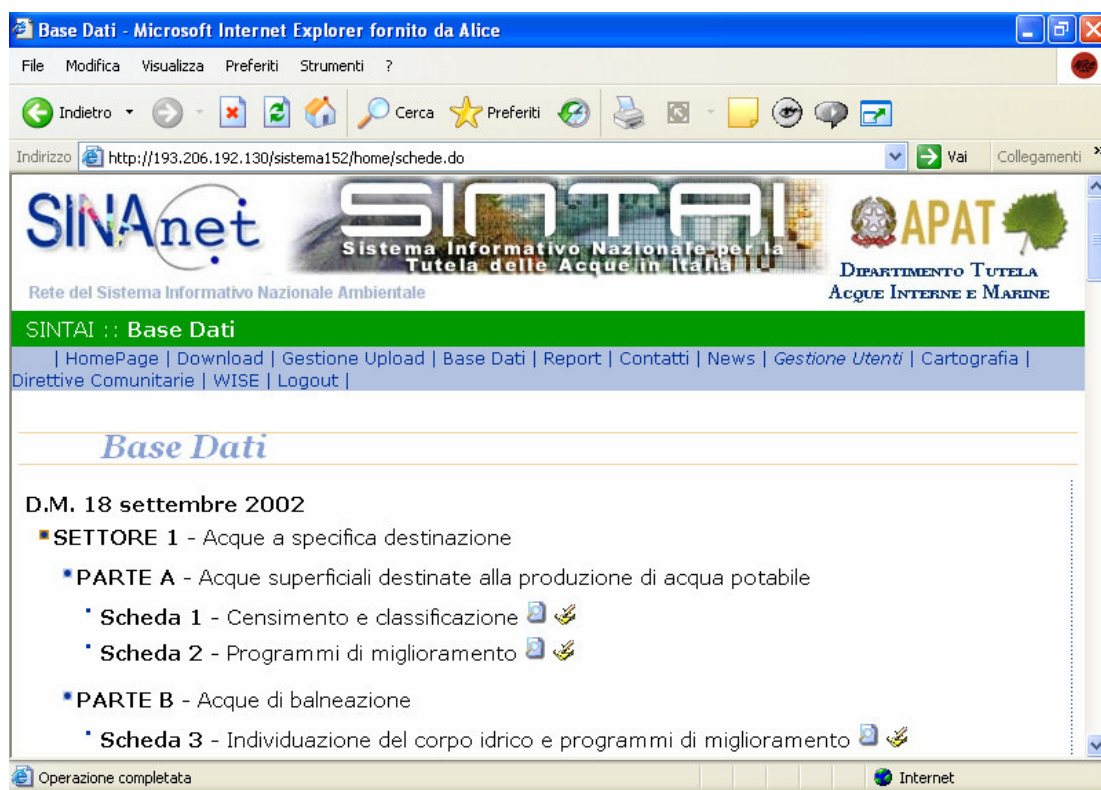 Base Dati - Microsoft Internet Explorer fornito da Alice
File Modifica Visualizza Preferiti Strumenti ?
Indietro Cerca Preferiti
Indirizzo http://193.206.192.130/sistema152/home/schede.do Vai Collegamenti »
SINAnet
Rete del Sistema Informativo Nazionale Ambientale
SINTAI
Sistema Informativo Nazionale per la
Tutela delle Acque in Italia
APAT
Dipartimento Tutela
Acque Interne e Marine
SINTAI :: Base Dati
| HomePage | Download | Gestione Upload | Base Dati | Report | Contatti | News | Gestione Utenti | Cartografia |
Direttive Comunitarie | WISE | Logout |
Base Dati
D.M. 18 settembre 2002
SETTORE 1 - Acque a specifica destinazione
PARTE A - Acque superficiali destinate alla produzione di acqua potabile
Scheda 1 - Censimento e classificazione
Scheda 2 - Programmi di miglioramento
PARTE B - Acque di balneazione
Scheda 3 - Individuazione del corpo idrico e programmi di miglioramento
Operazione completata Internet